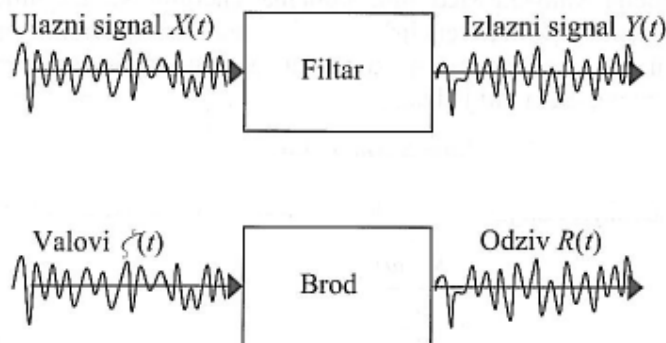 Ulazni signal X(t)
Izlazni signal Y(t)
Filtar
Valovi ζ(t)
Odziv R(t)
Brod